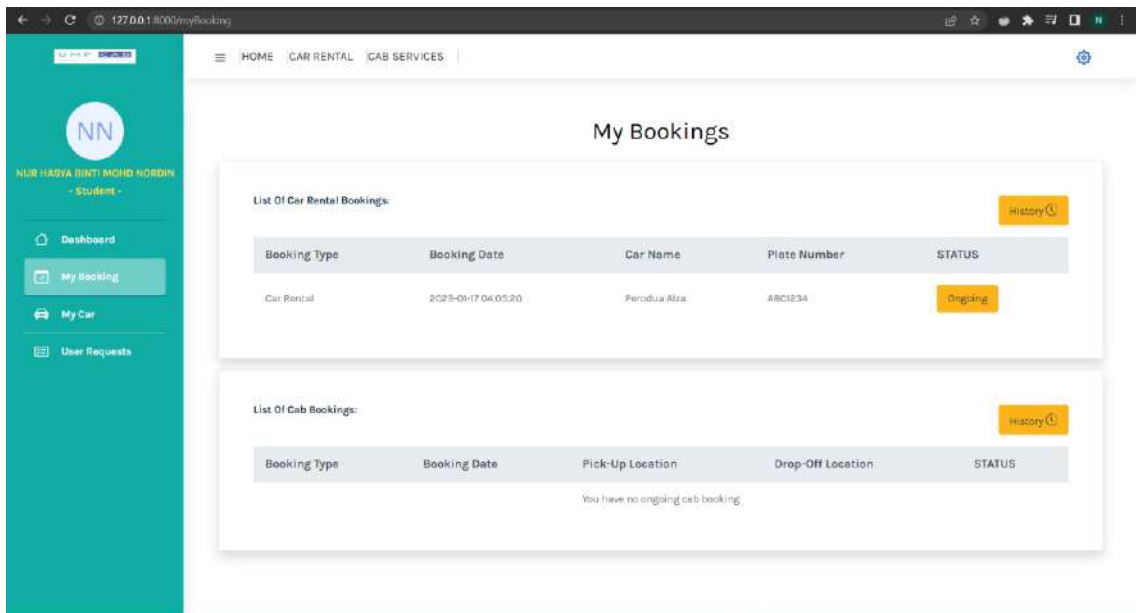 127.0.0.1:8000/myBooking
N
HOME CAR RENTAL CAB SERVICES
NN
NUR HASYA BINTI MOHD NORDIN
- Student -
Dashboard
My Booking
My Car
User Requests
My Bookings
List Of Car Rental Bookings:
History
Booking Type Booking Date Car Name Plate Number STATUS
Car Rental 2023-01-17 04:05:20 Perodua Alza ABC1234 Ongoing
List Of Cab Bookings:
History
Booking Type Booking Date Pick-Up Location Drop-Off Location STATUS
You have no ongoing cab booking